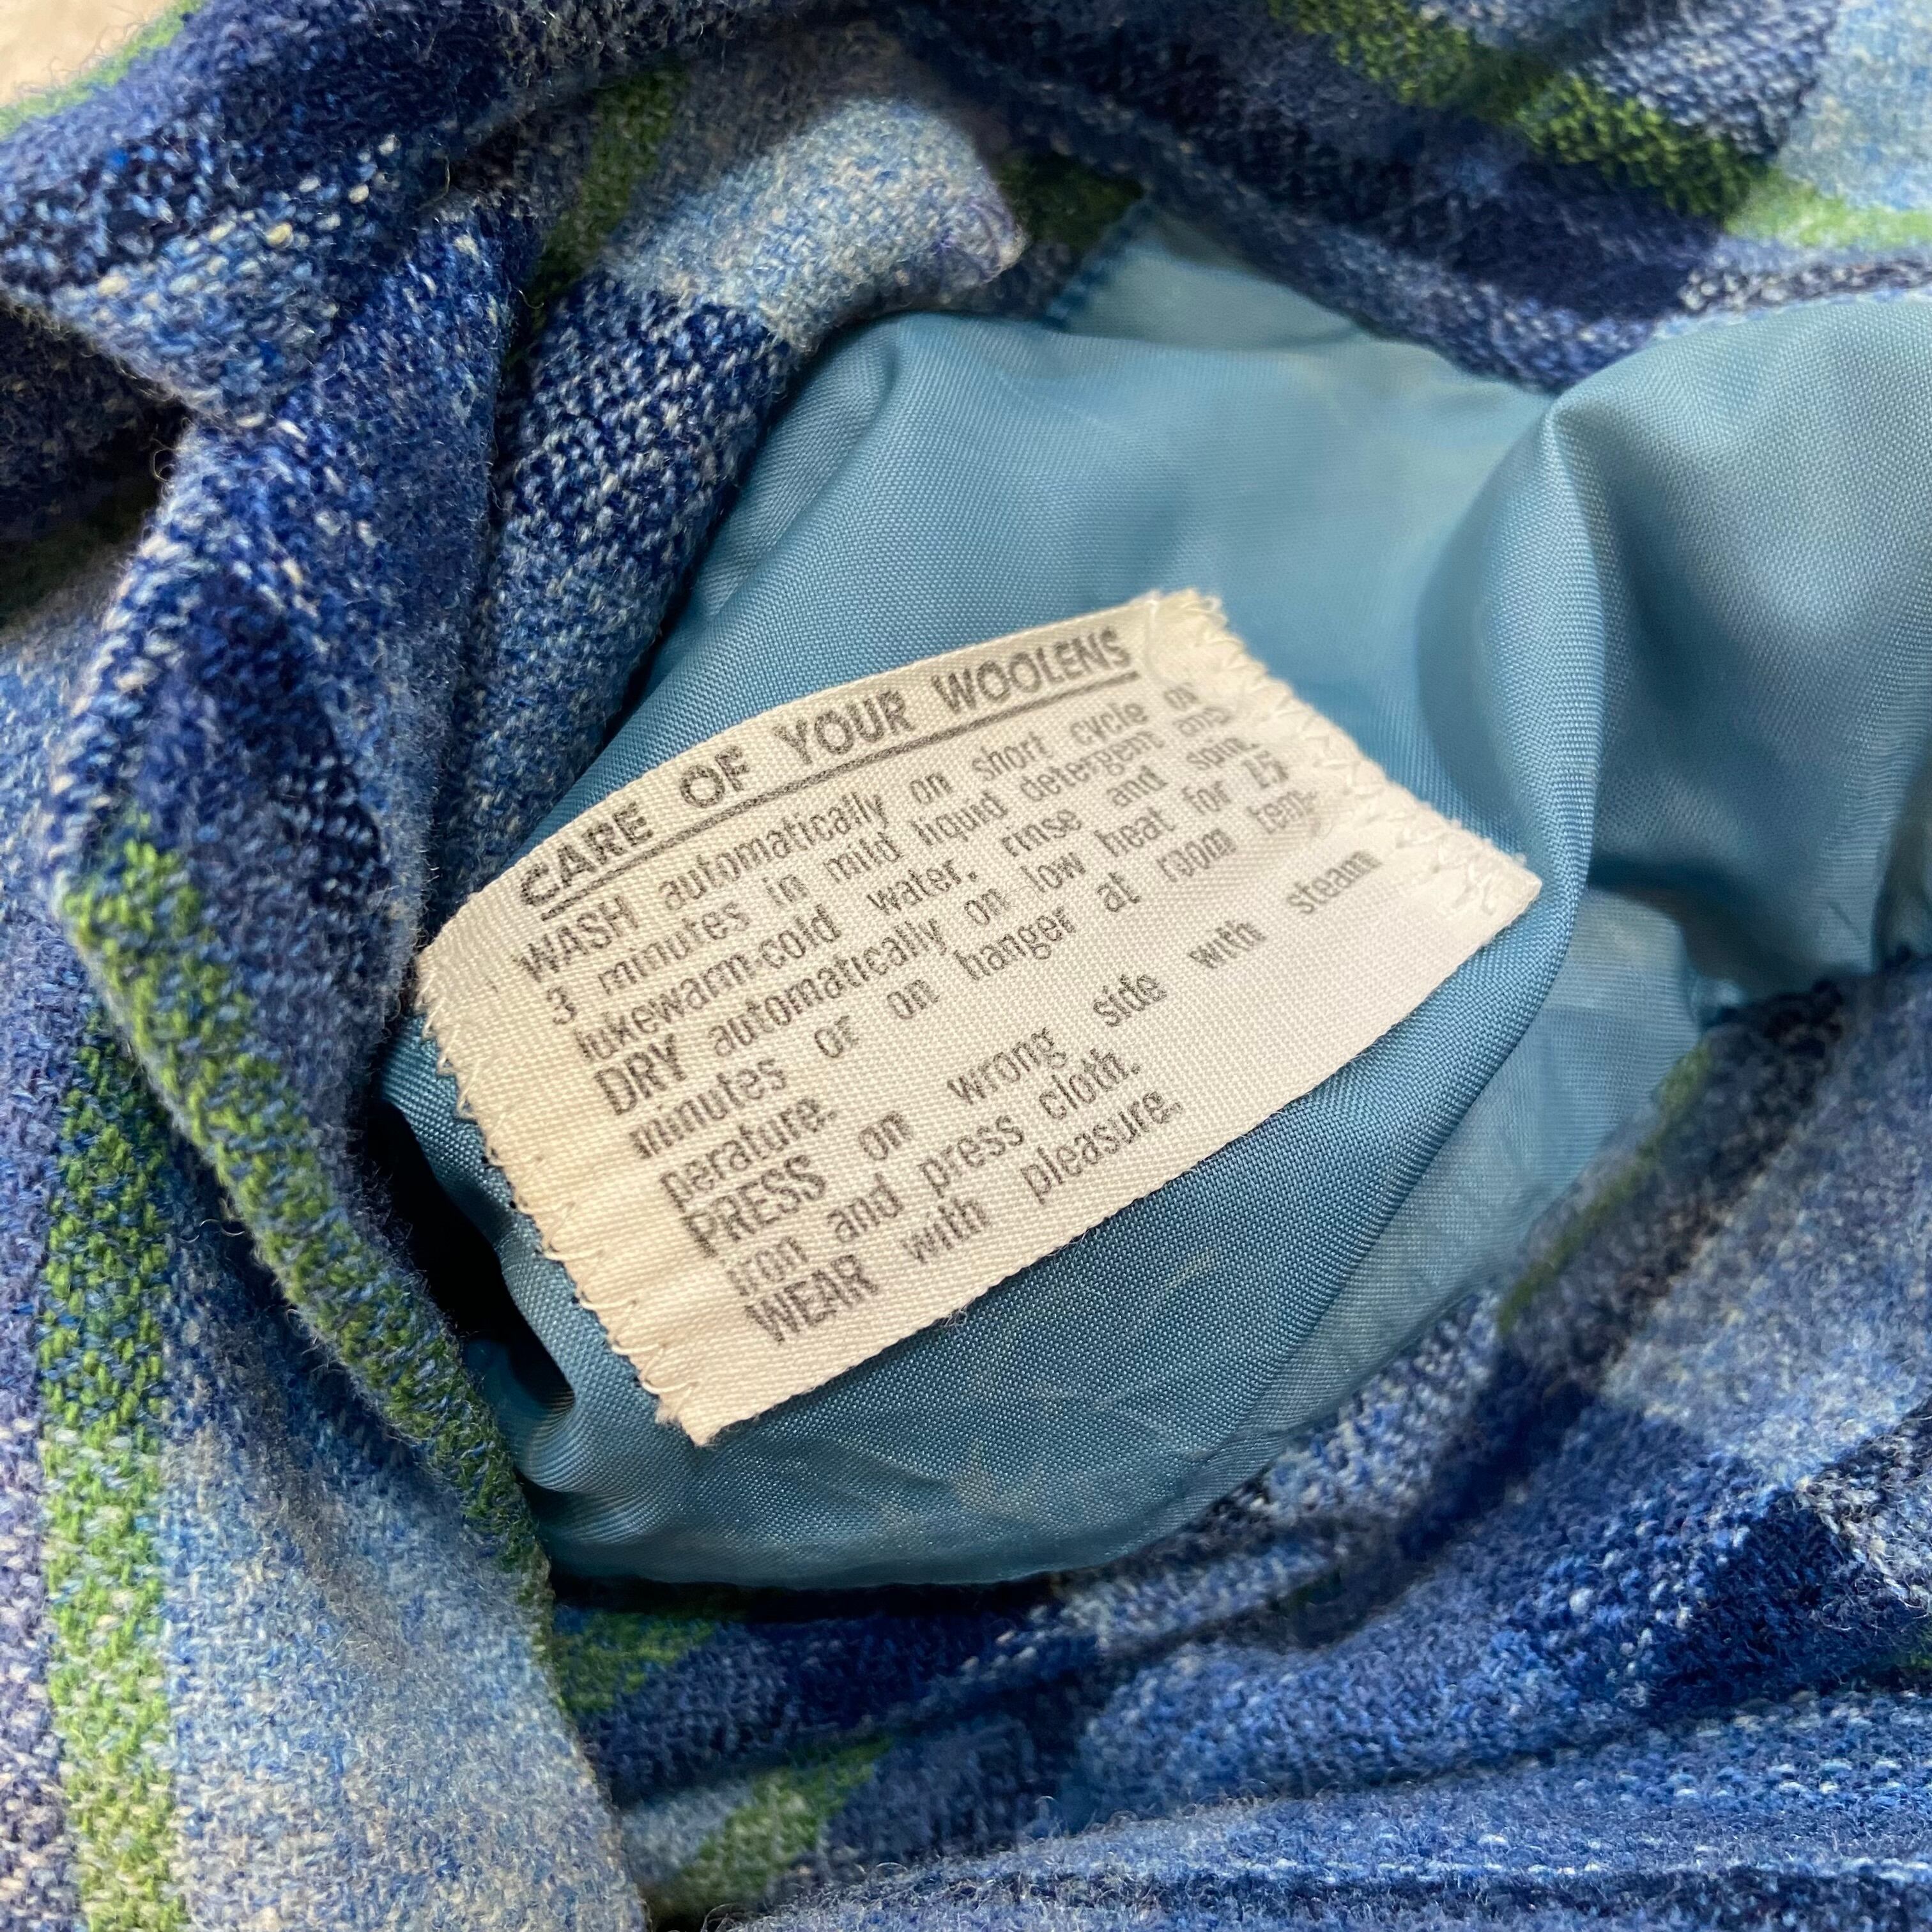 CARE OF YOUR WOOLENS
WASH automatically on short cycle or
3 minutes in mild liquid detergent and
lukewarm-cold water, rinse and spin.
DRY automatically on low heat for 15
minutes or on hanger at room tem-
perature.
PRESS on wrong side with steam
iron and press cloth.
WEAR with pleasure.